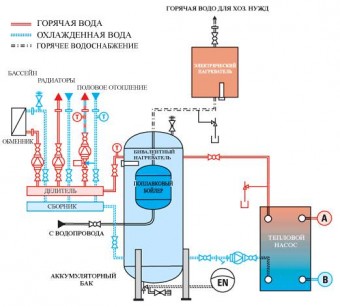 ГОРЯЧАЯ ВОДО ДЛЯ ХОЗ. НУЖД
ГОРЯЧАЯ ВОДА
ОХЛАЖДЕННАЯ ВОДА
ГОРЯЧЕЕ ВОДОСНАБЖЕНИЕ
ЭЛЕКТРИЧЕСКИЙ
НАГРЕВАТЕЛЬ
БАССЕЙН
РАДИАТОРЫ
ПОЛОВОЕ ОТОПЛЕНИЕ
T
T
T
ОБМЕННИК
БИВАЛЕНТНЫЙ
НАГРЕВАТЕЛЬ
ПОПЛАВКОВЫЙ
БОЙЛЕР
ДЕЛИТЕЛЬ
СБОРНИК
С ВОДОПРОВОДА
A
ТЕПЛОВОЙ
НАСОС
АККУМУЛЯТОРНЫЙ
БАК
EN
B